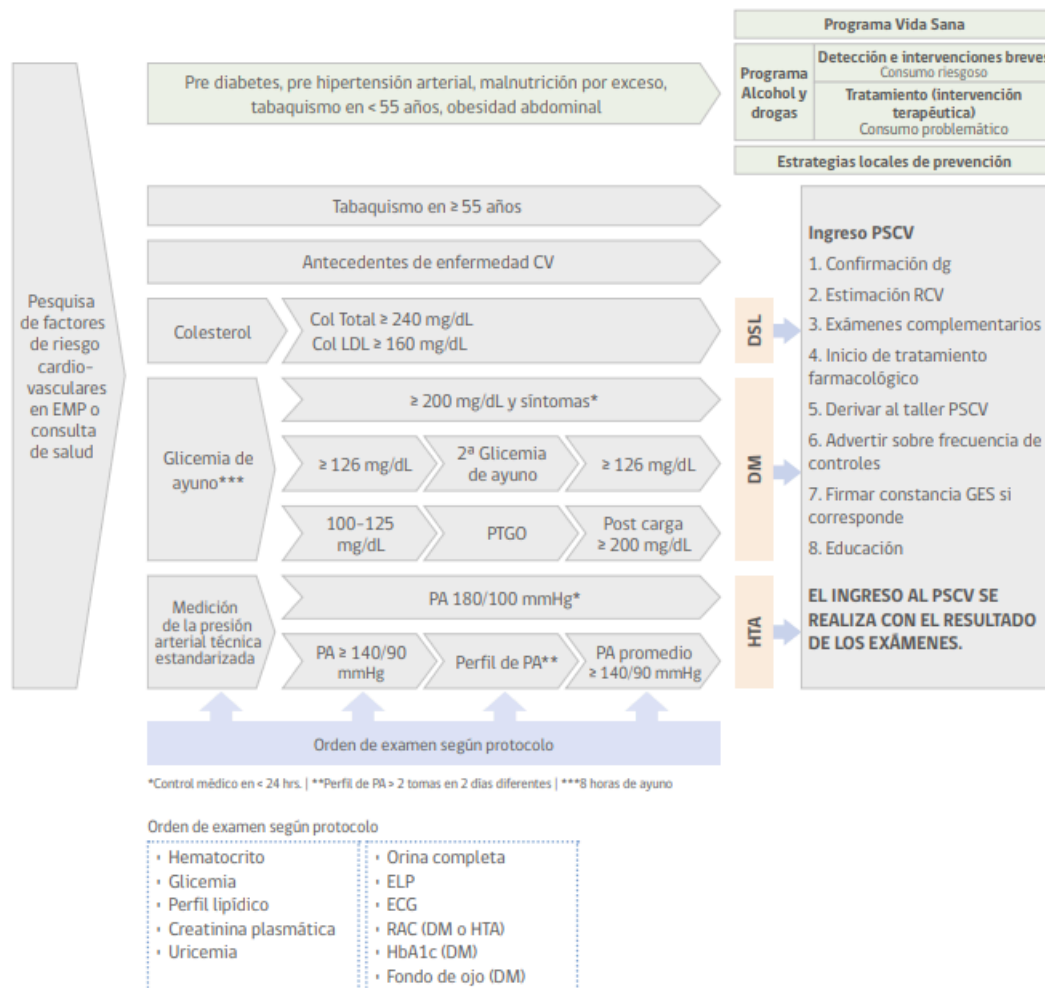 Programa Vida Sana
Programa
Alcohol y
drogas
Detección e intervenciones breves
Consumo riesgoso
Tratamiento (intervención
terapéutica)
Consumo problemático
Estrategias locales de prevención
Pesquisa
de factores
de riesgo
cardio-
vasculares
en EMP o
consulta
de salud
Pre diabetes, pre hipertensión arterial, malnutrición por exceso,
tabaquismo en < 55 años, obesidad abdominal
Tabaquismo en ≥ 55 años
Antecedentes de enfermedad CV
Colesterol
Col Total ≥ 240 mg/dL
Col LDL ≥ 160 mg/dL
DSL
Glicemia de
ayuno***
≥ 200 mg/dL y síntomas*
≥ 126 mg/dL
2ª Glicemia
de ayuno
≥ 126 mg/dL
100-125
mg/dL
PTGO
Post carga
≥ 200 mg/dL
DM
Medición
de la presión
arterial técnica
estandarizada
PA 180/100 mmHg*
PA ≥ 140/90
mmHg
Perfil de PA**
PA promedio
≥ 140/90 mmHg
HTA
Ingreso PSCV
1. Confirmación dg
2. Estimación RCV
3. Exámenes complementarios
4. Inicio de tratamiento
farmacológico
5. Derivar al taller PSCV
6. Advertir sobre frecuencia de
controles
7. Firmar constancia GES si
corresponde
8. Educación
EL INGRESO AL PSCV SE
REALIZA CON EL RESULTADO
DE LOS EXÁMENES.
Orden de examen según protocolo
*Control médico en < 24 hrs. | **Perfil de PA > 2 tomas en 2 días diferentes | ***8 horas de ayuno
Orden de examen según protocolo
• Hematocrito
• Glicemia
• Perfil lipídico
• Creatinina plasmática
• Uricemia
• Orina completa
• ELP
• ECG
• RAC (DM o HTA)
• HbA1c (DM)
• Fondo de ojo (DM)